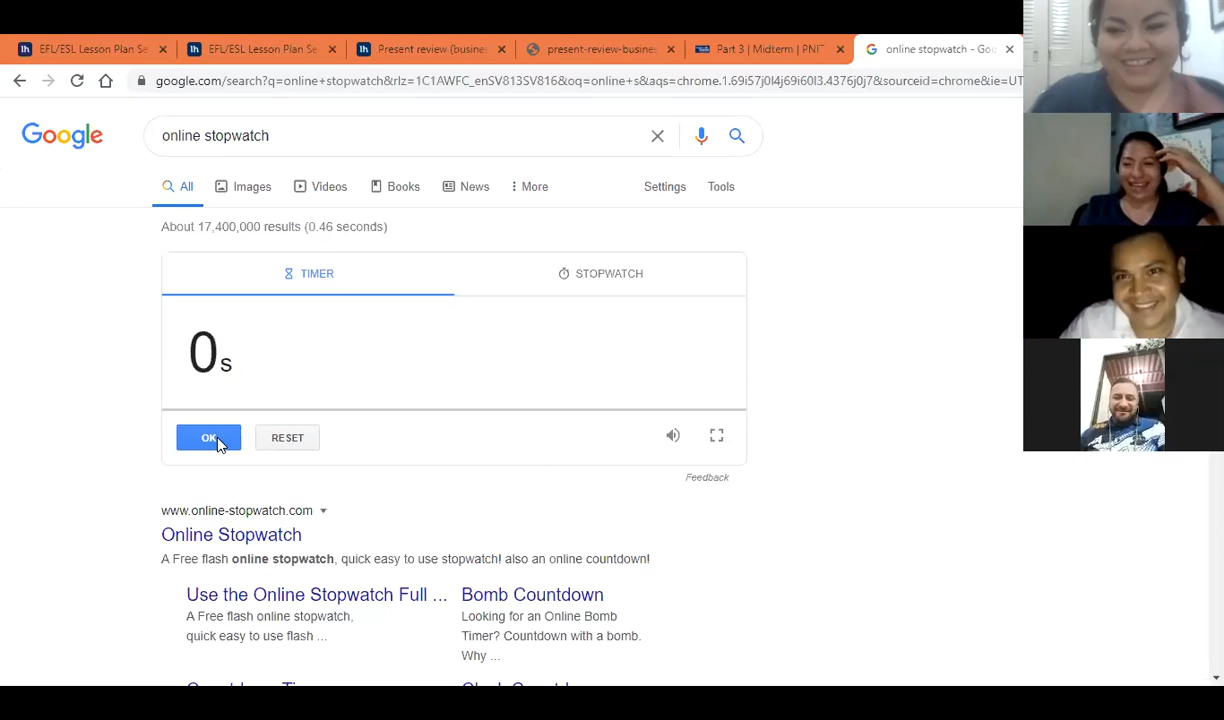 EFL/ESL Lesson Plan Se
EFL/ESL Lesson Plan Se
Present review (busine
present-review-busines
Part 3 | Midterm | PNIT
online stopwatch - Goo
google.com/search?q=online+stopwatch&rlz=1C1AWFC_enSV813SV816&oq=online+s&aqs=chrome.1.69i57j0l4j69i60l3.4376j0j7&sourceid=chrome&ie=UT
Google
online stopwatch
All
Images
Videos
Books
News
More
Settings
Tools
About 17,400,000 results (0.46 seconds)
TIMER
STOPWATCH
0s
OK
RESET
Feedback
www.online-stopwatch.com
Online Stopwatch
A Free flash online stopwatch, quick easy to use stopwatch! also an online countdown!
Use the Online Stopwatch Full ...
A Free flash online stopwatch,
quick easy to use flash ...
Bomb Countdown
Looking for an Online Bomb
Timer? Countdown with a bomb.
Why ...